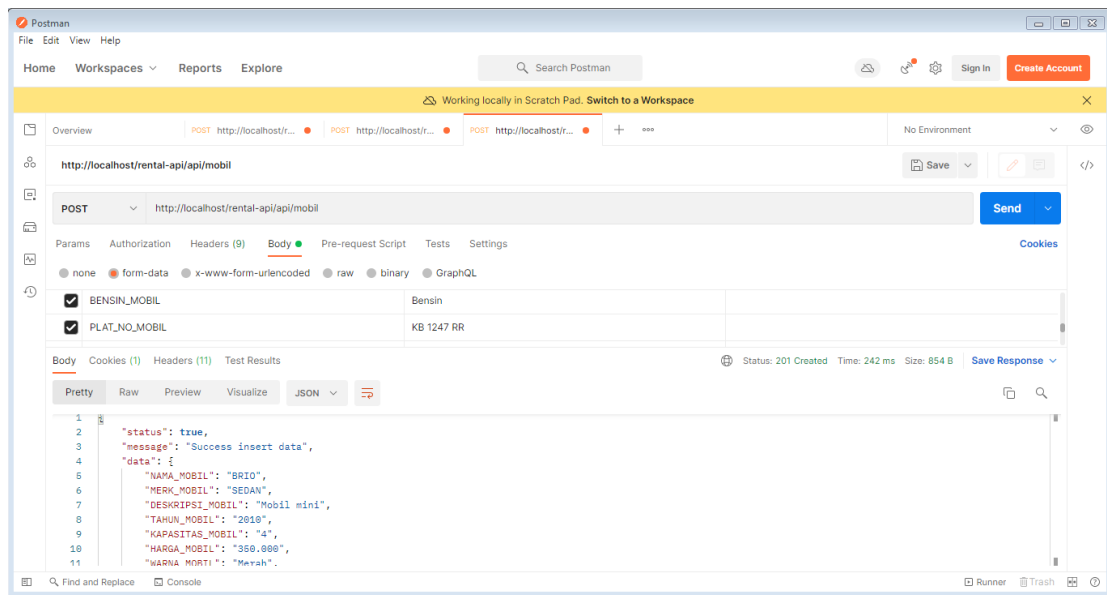 Postman
File Edit View Help
Home Workspaces Reports Explore Search Postman Sign In Create Account
Working locally in Scratch Pad. Switch to a Workspace
Overview POST http://localhost/r... POST http://localhost/r... POST http://localhost/r... No Environment
http://localhost/rental-api/api/mobil Save
POST http://localhost/rental-api/api/mobil Send
Params Authorization Headers (9) Body Pre-request Script Tests Settings Cookies
none form-data x-www-form-urlencoded raw binary GraphQL
BENSIN_MOBIL Bensin
PLAT_NO_MOBIL KB 1247 RR
Body Cookies (1) Headers (11) Test Results Status: 201 Created Time: 242 ms Size: 854 B Save Response
Pretty Raw Preview Visualize JSON
1 {
2 "status": true,
3 "message": "Success insert data",
4 "data": {
5 "NAMA_MOBIL": "BRIO",
6 "MERK_MOBIL": "SEDAN",
7 "DESKRIPSI_MOBIL": "Mobil mini",
8 "TAHUN_MOBIL": "2010",
9 "KAPASITAS_MOBIL": "4",
10 "HARGA_MOBIL": "350.000",
11 "WARNA_MOBIL": "Merah",
Find and Replace Console Runner Trash